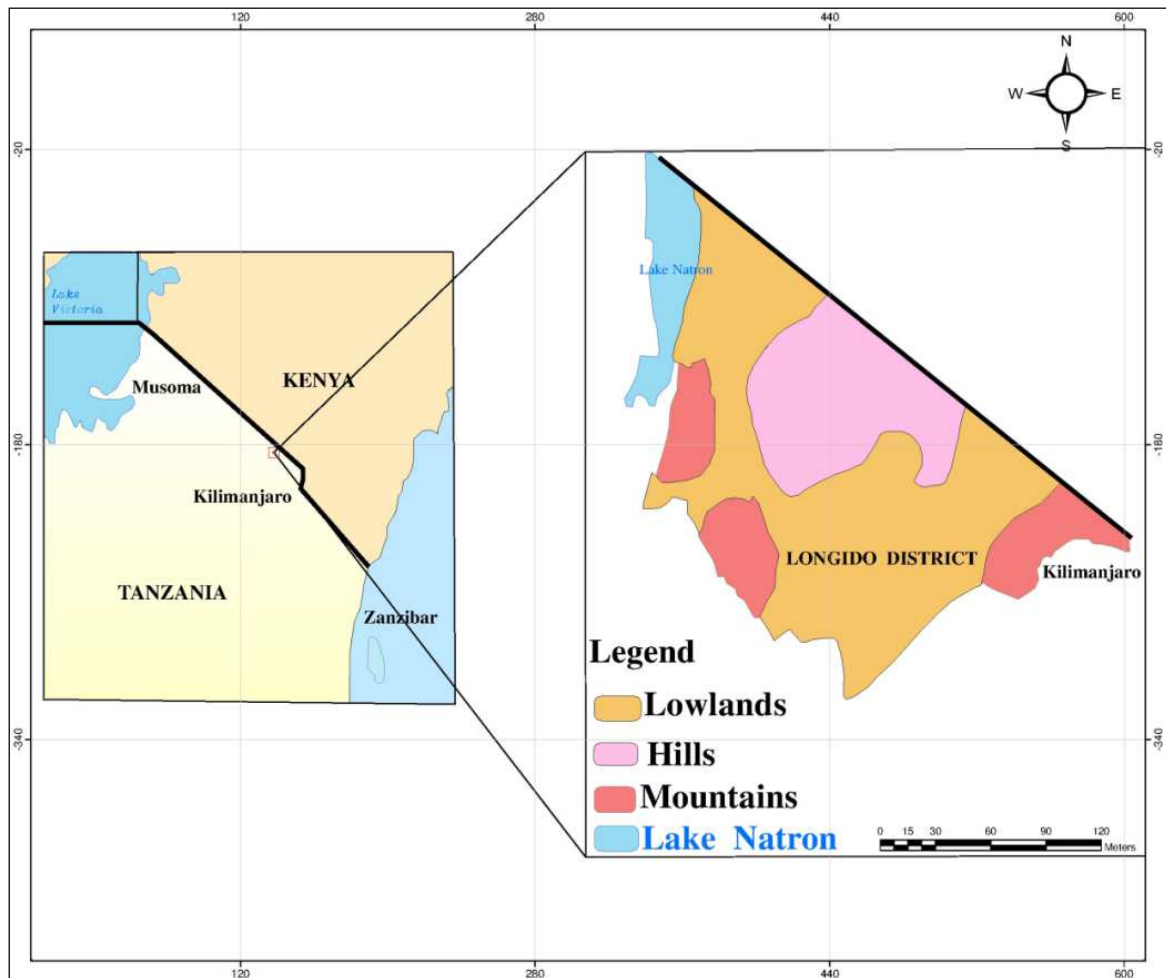 120 280 440 600
N
W E
S
-20 -20
Lake Natron
Lake
Victoria
KENYA
Musoma
-180 -180
Kilimanjaro
LONGIDO DISTRICT
Kilimanjaro
TANZANIA
Zanzibar
Legend
Lowlands
-340 -340
Hills
Mountains
Lake Natron
0 15 30 60 90 120
Meters
120 280 440 600